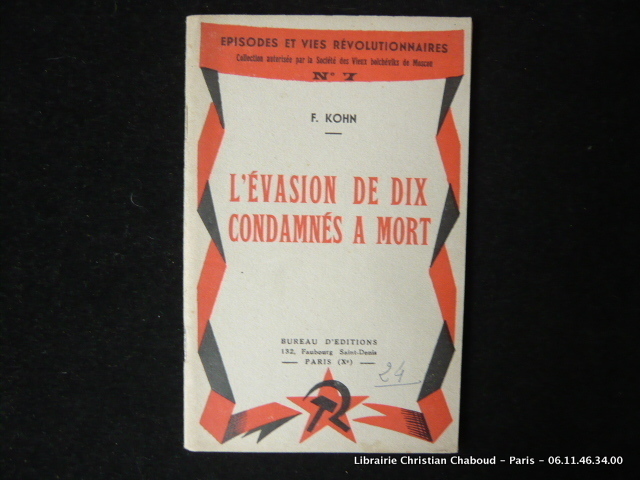 EPISODES ET VIES RÉVOLUTIONNAIRES
Collection autorisée par la Société des Vieux bolchéviks de Moscou
N° 7
F. KOHN
L'ÉVASION DE DIX
CONDAMNÉS A MORT
BUREAU D'EDITIONS
132, Faubourg Saint-Denis
PARIS (Xe)
24
Librairie Christian Chaboud - Paris - 06.11.46.34.00